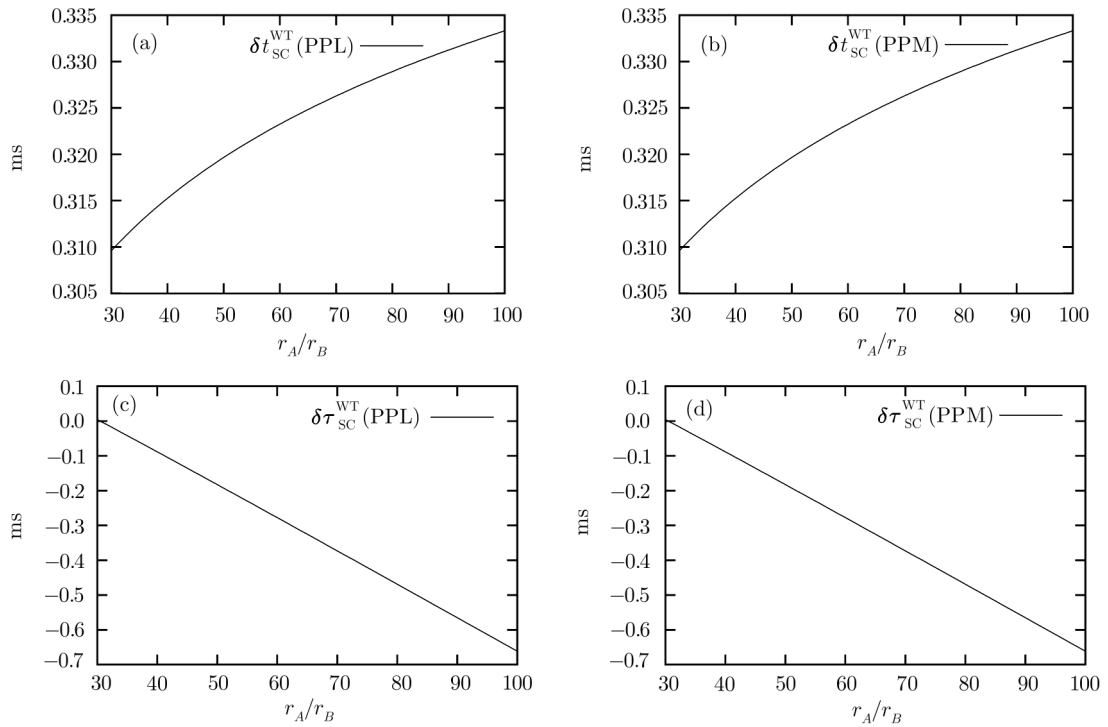 0.335
0.330
0.325
0.320
0.315
0.310
0.305
ms
(a)
δt_SC^WT(PPL)
30 40 50 60 70 80 90 100
r_A/r_B
0.335
0.330
0.325
0.320
0.315
0.310
0.305
ms
(b)
δt_SC^WT(PPM)
30 40 50 60 70 80 90 100
r_A/r_B
0.1
0.0
−0.1
−0.2
−0.3
−0.4
−0.5
−0.6
−0.7
ms
(c)
δτ_SC^WT(PPL)
30 40 50 60 70 80 90 100
r_A/r_B
0.1
0.0
−0.1
−0.2
−0.3
−0.4
−0.5
−0.6
−0.7
ms
(d)
δτ_SC^WT(PPM)
30 40 50 60 70 80 90 100
r_A/r_B